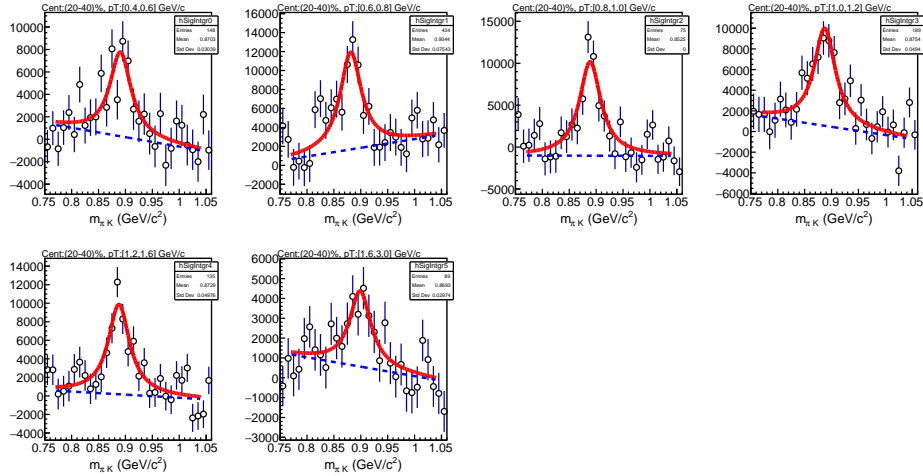 Cent:(20-40)%, pT:[0.4,0.6] GeV/c
hSigIntgr0
Entries 148
Mean 0.8703
Std Dev 0.03039
10000
8000
6000
4000
2000
0
−2000
−4000
0.75 0.8 0.85 0.9 0.95 1 1.05
m π K (GeV/c²)
Cent:(20-40)%, pT:[0.6,0.8] GeV/c
hSigIntgr1
Entries 434
Mean 0.9044
Std Dev 0.07543
14000
12000
10000
8000
6000
4000
2000
0
−2000
0.75 0.8 0.85 0.9 0.95 1 1.05
m π K (GeV/c²)
Cent:(20-40)%, pT:[0.8,1.0] GeV/c
hSigIntgr2
Entries 75
Mean 0.8525
Std Dev 0
15000
10000
5000
0
−5000
0.75 0.8 0.85 0.9 0.95 1 1.05
m π K (GeV/c²)
Cent:(20-40)%, pT:[1.0,1.2] GeV/c
hSigIntgr3
Entries 189
Mean 0.8754
Std Dev 0.0494
10000
8000
6000
4000
2000
0
−2000
−4000
−6000
0.75 0.8 0.85 0.9 0.95 1 1.05
m π K (GeV/c²)
Cent:(20-40)%, pT:[1.2,1.6] GeV/c
hSigIntgr4
Entries 135
Mean 0.8729
Std Dev 0.04976
14000
12000
10000
8000
6000
4000
2000
0
−2000
−4000
0.75 0.8 0.85 0.9 0.95 1 1.05
m π K (GeV/c²)
Cent:(20-40)%, pT:[1.6,3.0] GeV/c
hSigIntgr5
Entries 89
Mean 0.8693
Std Dev 0.02974
6000
5000
4000
3000
2000
1000
0
−1000
−2000
−3000
0.75 0.8 0.85 0.9 0.95 1 1.05
m π K (GeV/c²)